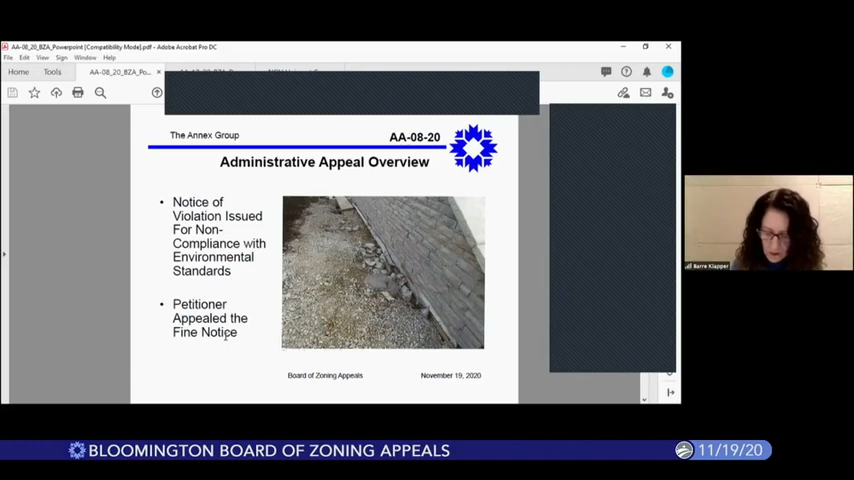 AA-08_20_BZA_Powerpoint [Compatibility Mode].pdf - Adobe Acrobat Pro DC
File Edit View Sign Window Help
Home Tools AA-08_20_BZA_Po... ×
The Annex Group
AA-08-20
Administrative Appeal Overview
• Notice of
Violation Issued
For Non-
Compliance with
Environmental
Standards
• Petitioner
Appealed the
Fine Notice
Board of Zoning Appeals
November 19, 2020
Barre Klapper
BLOOMINGTON BOARD OF ZONING APPEALS
11/19/20